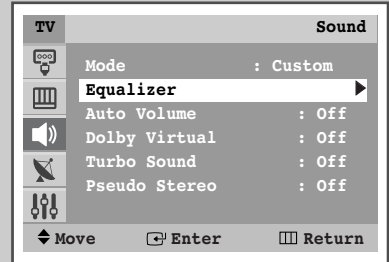 TV Sound
Mode : Custom
Equalizer
Auto Volume : Off
Dolby Virtual : Off
Turbo Sound : Off
Pseudo Stereo : Off
Move Enter Return